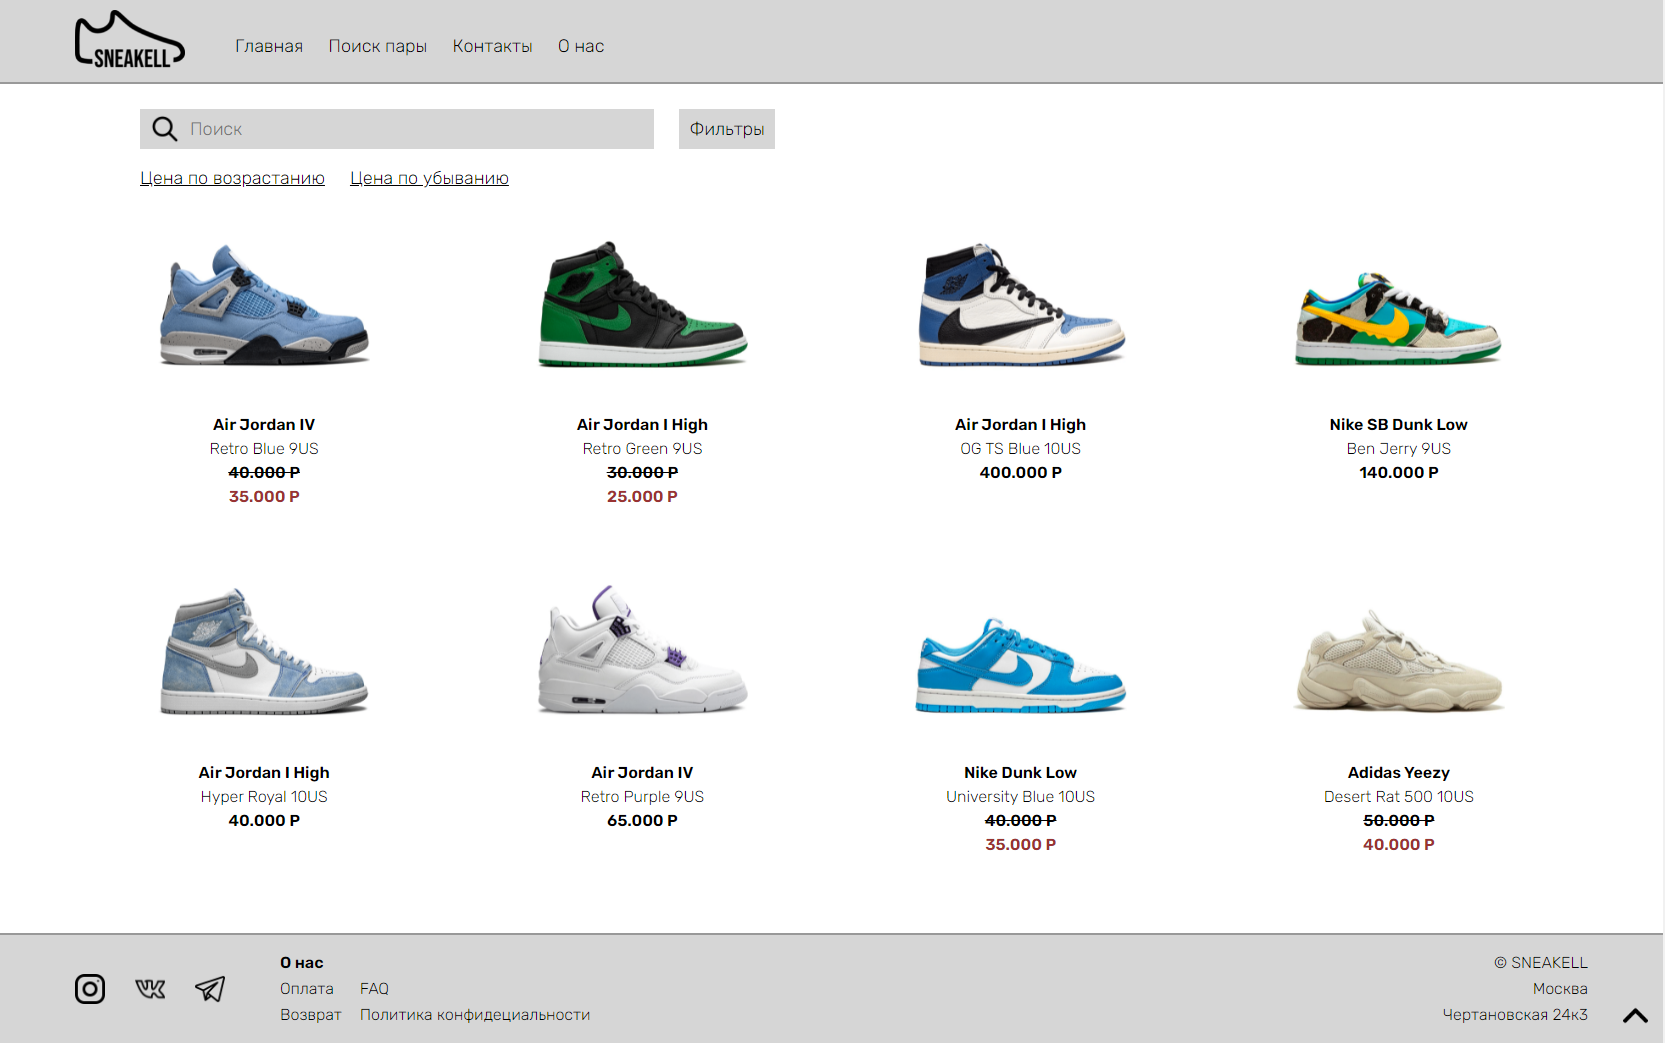 SNEAKELL
Главная Поиск пары Контакты О нас
Поиск Фильтры
Цена по возрастанию Цена по убыванию
Air Jordan IV
Retro Blue 9US
40.000 Р
35.000 Р
Air Jordan I High
Retro Green 9US
30.000 Р
25.000 Р
Air Jordan I High
OG TS Blue 10US
400.000 Р
Nike SB Dunk Low
Ben Jerry 9US
140.000 Р
Air Jordan I High
Hyper Royal 10US
40.000 Р
Air Jordan IV
Retro Purple 9US
65.000 Р
Nike Dunk Low
University Blue 10US
40.000 Р
35.000 Р
Adidas Yeezy
Desert Rat 500 10US
50.000 Р
40.000 Р
О нас
Оплата FAQ
Возврат Политика конфидециальности
© SNEAKELL
Москва
Чертановская 24к3